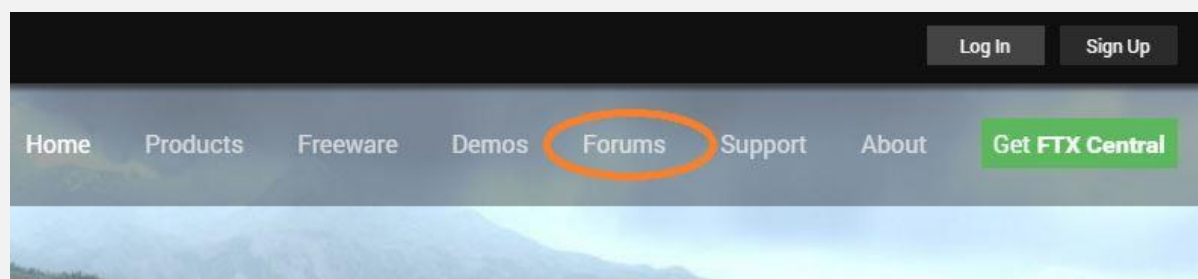 Log In Sign Up
Home Products Freeware Demos Forums Support About Get FTX Central